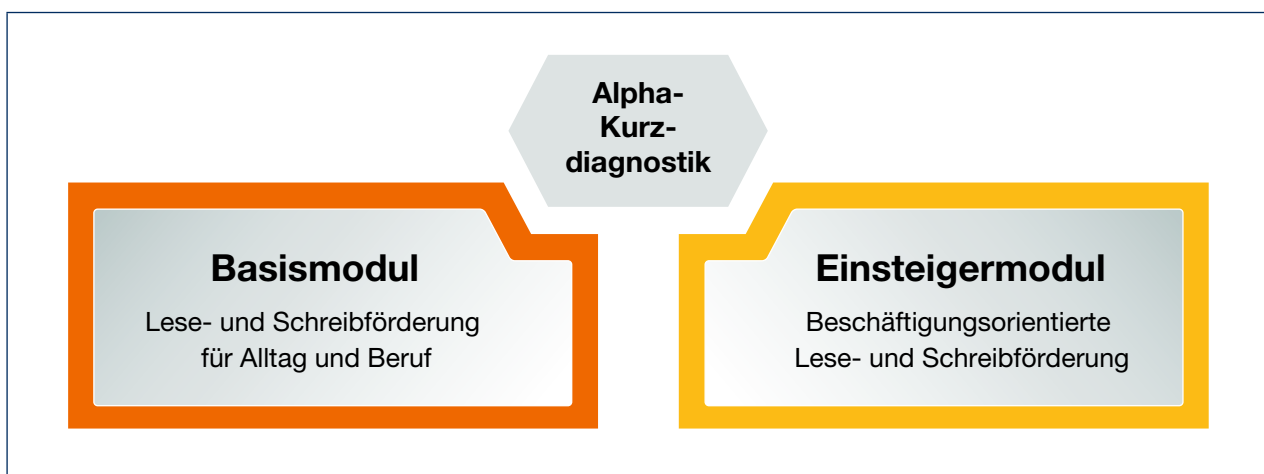 Alpha-
Kurz-
diagnostik
Basismodul
Lese- und Schreibförderung
für Alltag und Beruf
Einsteigermodul
Beschäftigungsorientierte
Lese- und Schreibförderung